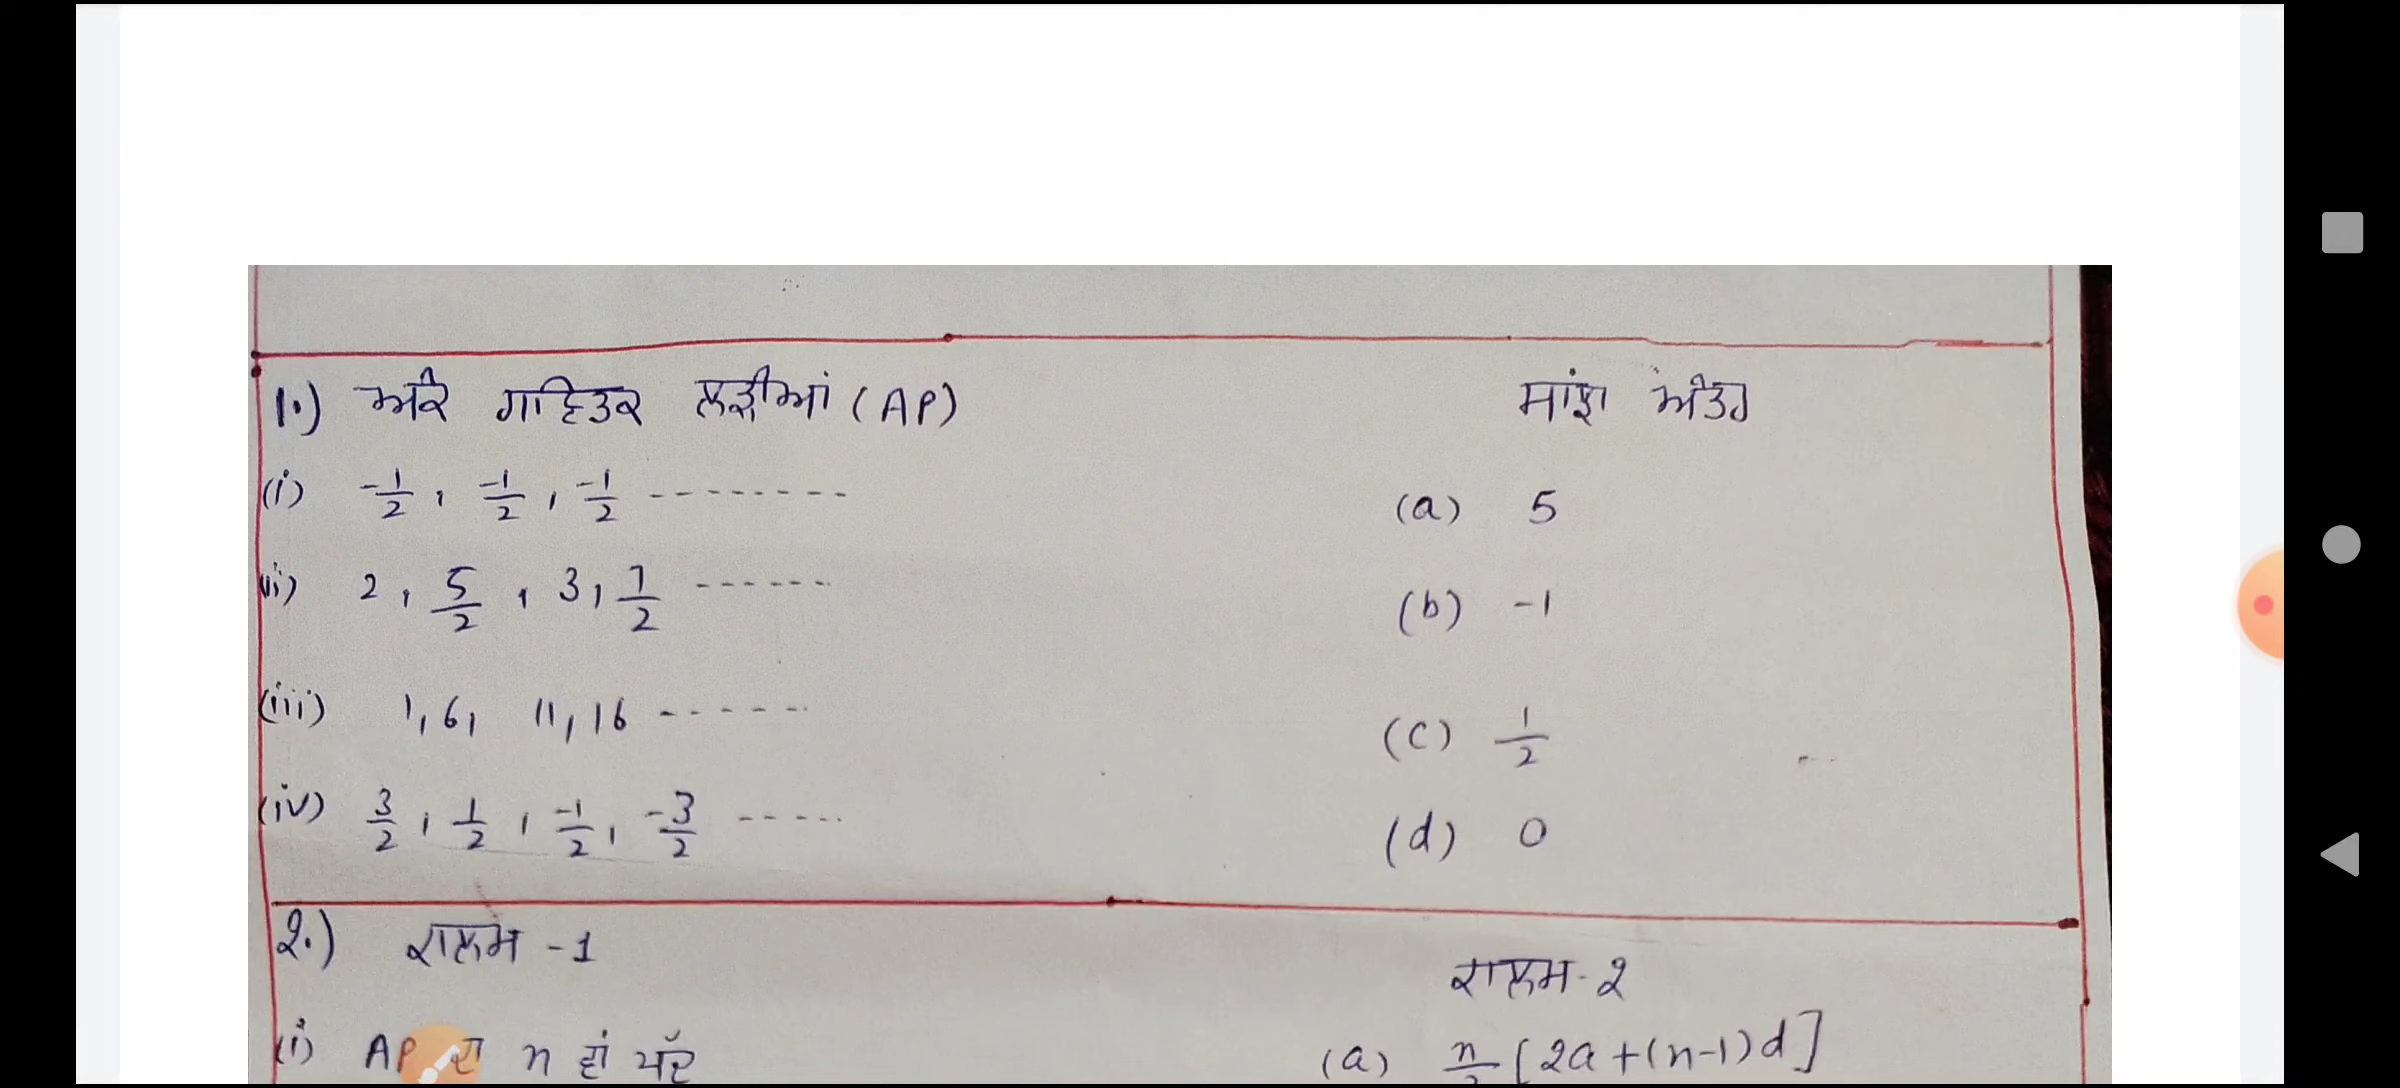 1.) ਅੰਕ ਗਣਿਤਕ ਲੜੀਆਂ (AP) ਸਾਂਝਾ ਅੰਤਰ
(i) -1/2, -1/2, -1/2 -------- (a) 5
(ii) 2, 5/2, 3, 7/2 ------ (b) -1
(iii) 1, 6, 11, 16 ------ (c) 1/2
(iv) 3/2, 1/2, -1/2, -3/2 ----- (d) 0
2.) ਕਾਲਮ -1 ਕਾਲਮ-2
(i) AP ਦਾ n ਵਾਂ ਪੱਦ (a) n/2 [2a+(n-1)d]